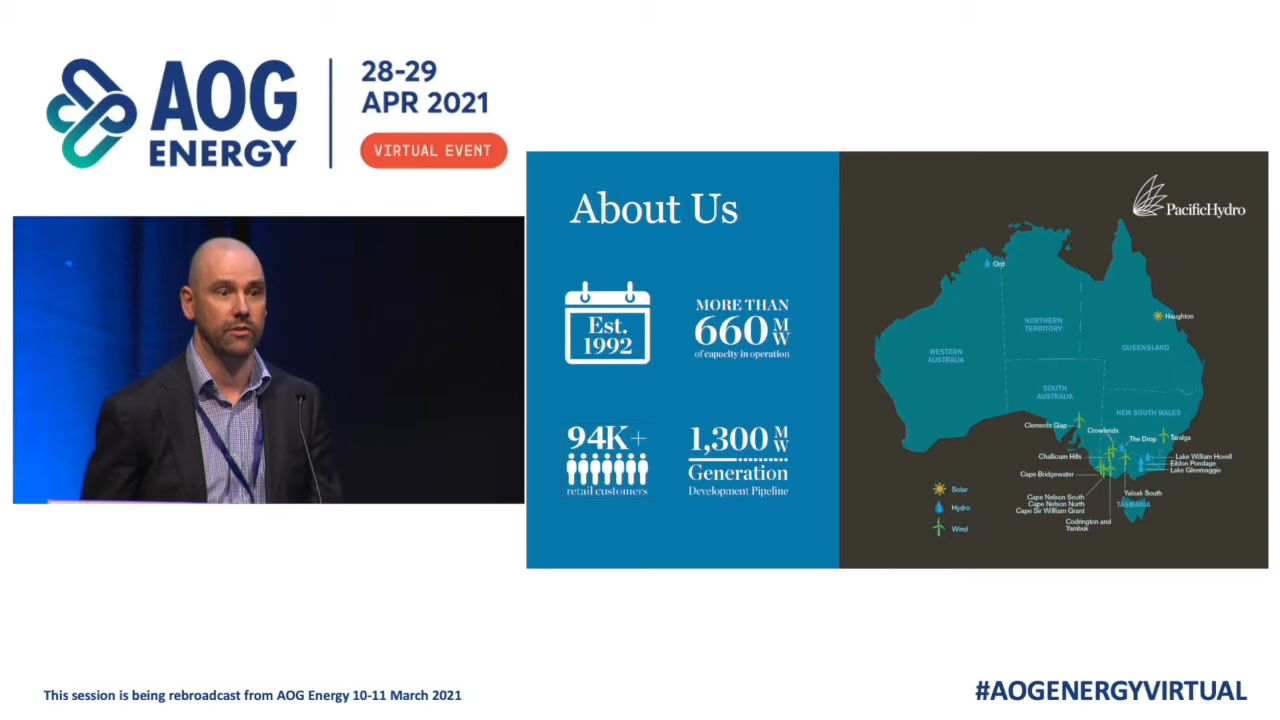 AOG
ENERGY
28-29
APR 2021
VIRTUAL EVENT
About Us
Est.
1992
MORE THAN
660 MW
of capacity in operation
94K+
retail customers
1,300 MW
Generation
Development Pipeline
PacificHydro
Ord
Haughton
NORTHERN
TERRITORY
QUEENSLAND
WESTERN
AUSTRALIA
SOUTH
AUSTRALIA
NEW SOUTH WALES
Clements Gap
Crowlands
The Drop
Taralga
Challicum Hills
Lake William Hovell
Eildon Pondage
Lake Glenmaggie
Cape Bridgewater
Yaloak South
Cape Nelson South
Cape Nelson North
Cape Sir William Grant
TASMANIA
Codrington and
Yambuk
Solar
Hydro
Wind
This session is being rebroadcast from AOG Energy 10-11 March 2021
#AOGENERGYVIRTUAL